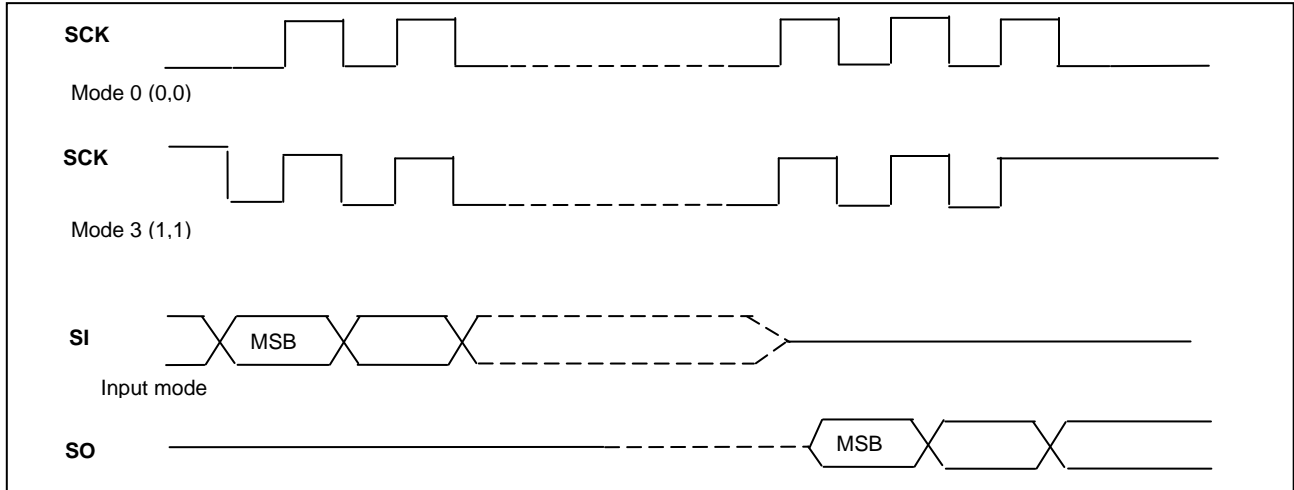 SCK
Mode 0 (0,0)
SCK
Mode 3 (1,1)
SI
MSB
Input mode
SO
MSB